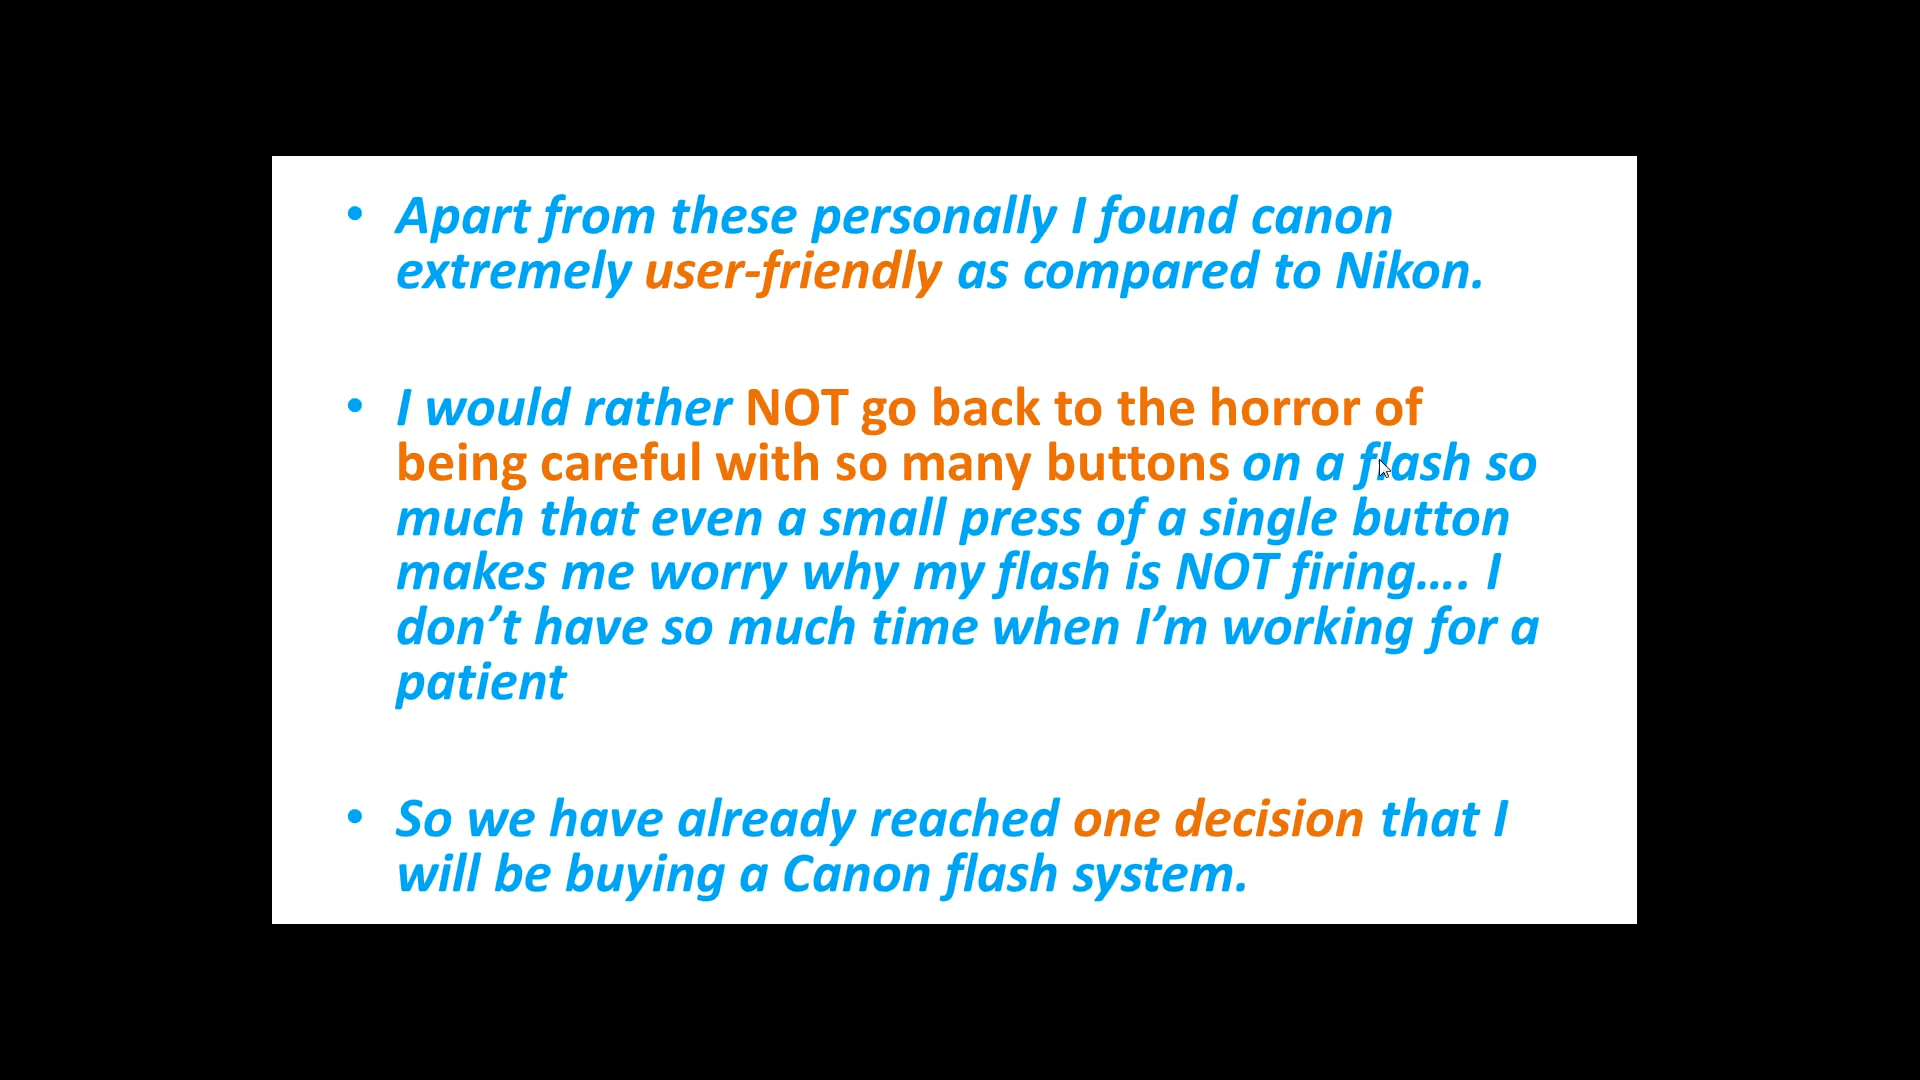 • Apart from these personally I found canon
extremely user-friendly as compared to Nikon.
• I would rather NOT go back to the horror of
being careful with so many buttons on a flash so
much that even a small press of a single button
makes me worry why my flash is NOT firing…. I
don’t have so much time when I’m working for a
patient
• So we have already reached one decision that I
will be buying a Canon flash system.